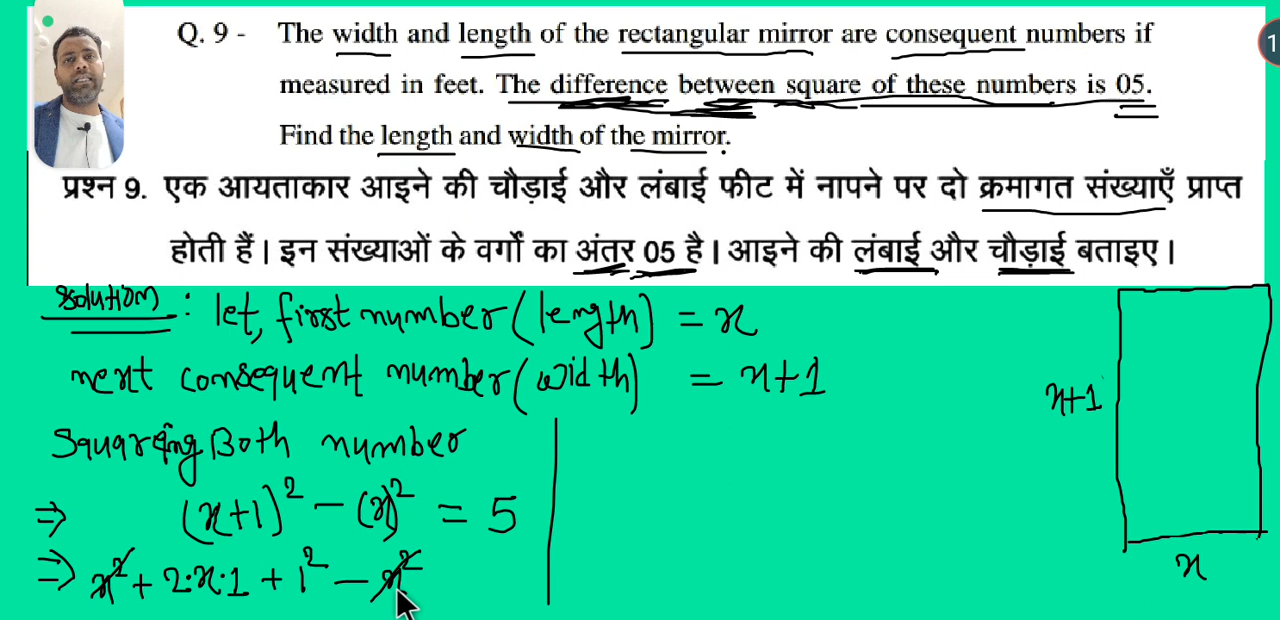 Q. 9 - The width and length of the rectangular mirror are consequent numbers if
measured in feet. The difference between square of these numbers is 05.
Find the length and width of the mirror.
प्रश्न 9. एक आयताकार आइने की चौड़ाई और लंबाई फीट में नापने पर दो क्रमागत संख्याएँ प्राप्त
होती हैं। इन संख्याओं के वर्गों का अंतर 05 है। आइने की लंबाई और चौड़ाई बताइए।
Solution : let, first number (length) = x
next consequent number (width) = x+1
Squaring Both number
⇒ (x+1)² - (x)² = 5
⇒ x² + 2·x·1 + 1² - x²
x+1
x
1